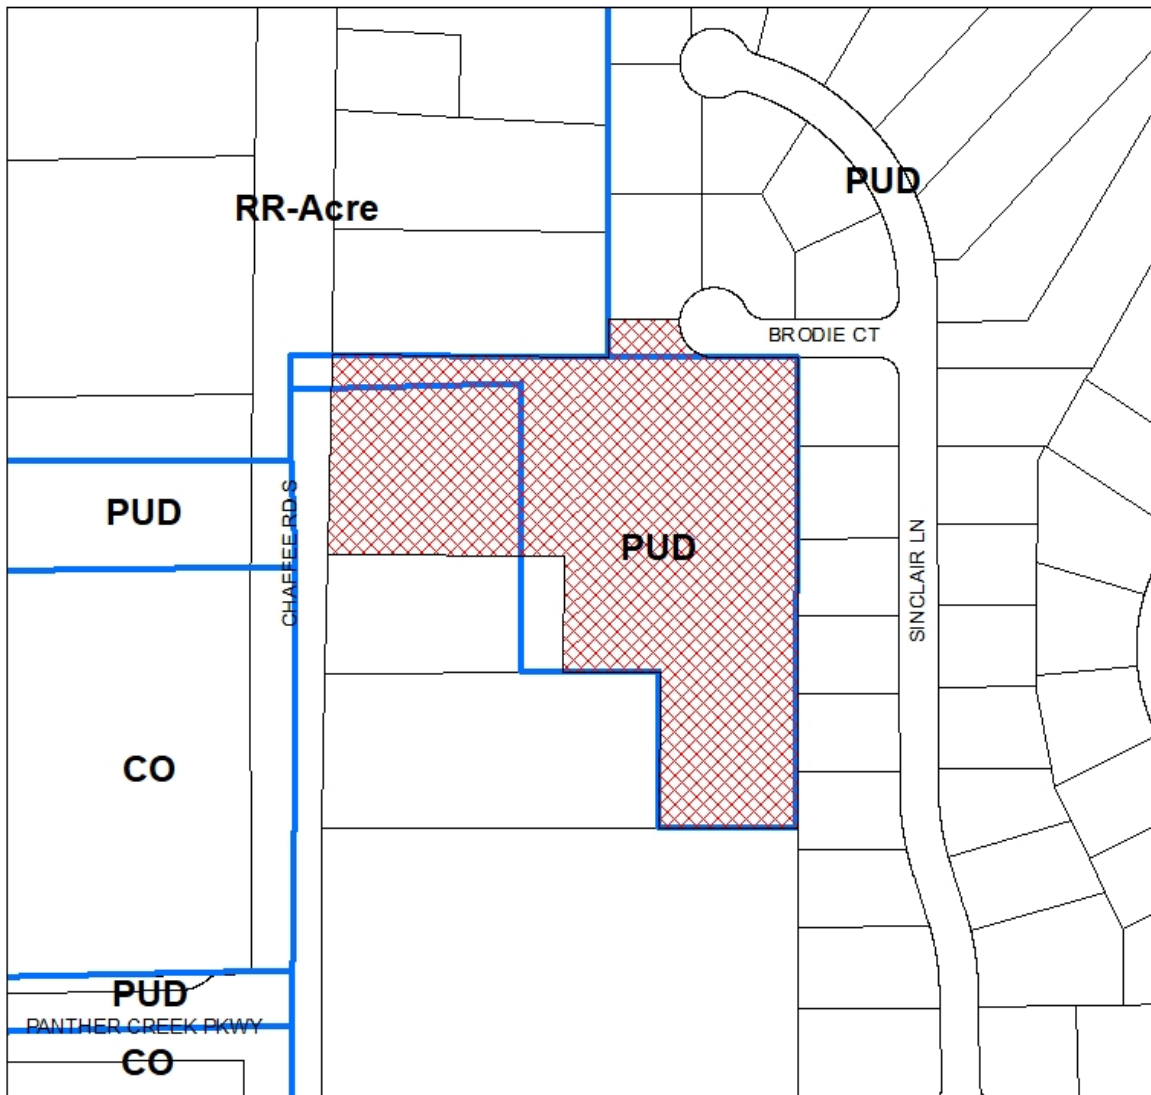 PUD
RR-Acre
BRODIE CT
PUD
CHAFFEE RD S
PUD
SINCLAIR LN
CO
PUD
PANTHER CREEK PKWY
CO